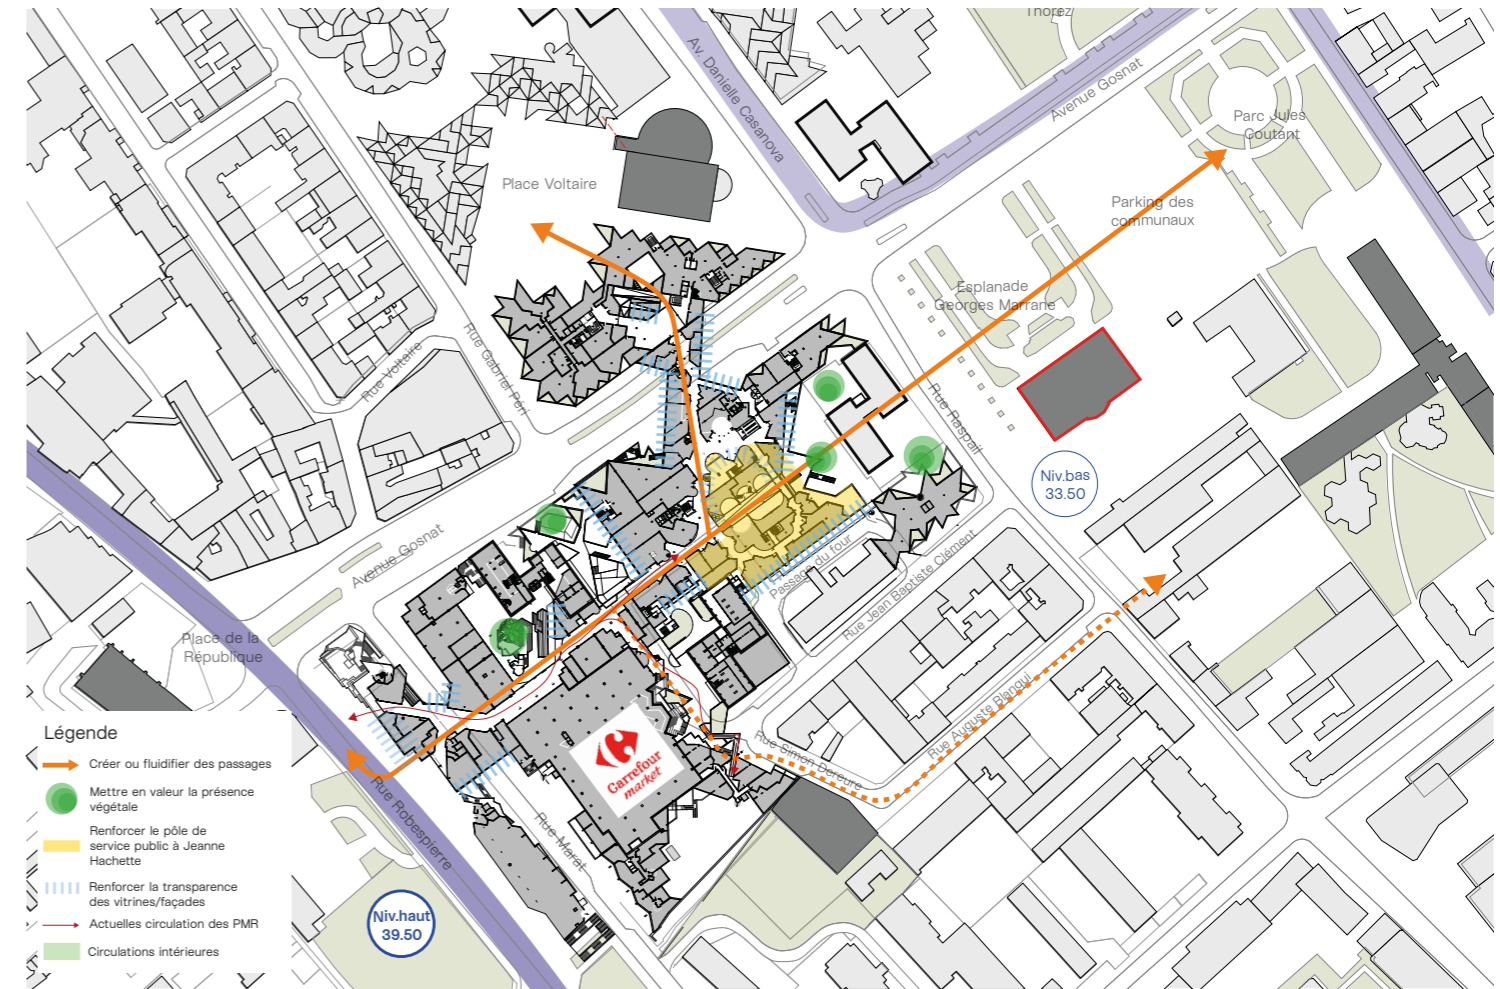 Thorez
Av. Danielle Casanova
Avenue Gosnat
Parc Jules
Coutant
Place Voltaire
Parking des
communaux
Esplanade
Georges Marrane
Rue Voltaire
Rue Gabriel Péri
Rue Raspail
Niv.bas
33.50
Avenue Gosnat
Passage du four
Rue Jean Baptiste Clément
Place de la
République
Rue Auguste Blanqui
Rue Simon Dereure
Carrefour
market
Rue Robespierre
Rue Marat
Niv.haut
39.50
Légende
Créer ou fluidifier des passages
Mettre en valeur la présence
végétale
Renforcer le pôle de
service public à Jeanne
Hachette
Renforcer la transparence
des vitrines/façades
Actuelles circulation des PMR
Circulations intérieures